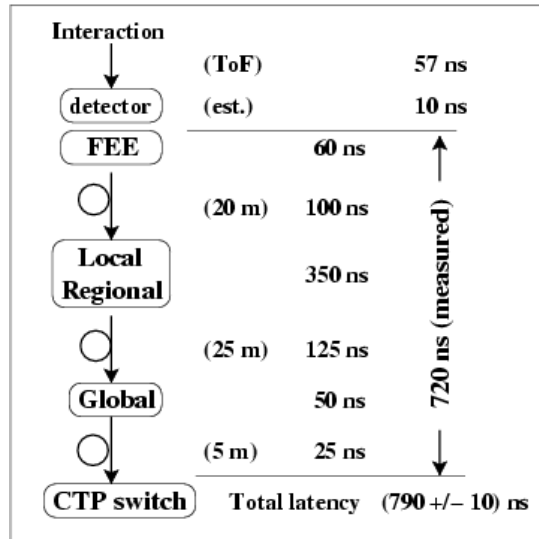 Interaction
(ToF) 57 ns
detector (est.) 10 ns
FEE 60 ns
(20 m) 100 ns
Local
Regional 350 ns
(25 m) 125 ns
Global 50 ns
(5 m) 25 ns
720 ns (measured)
CTP switch Total latency (790 +/− 10) ns